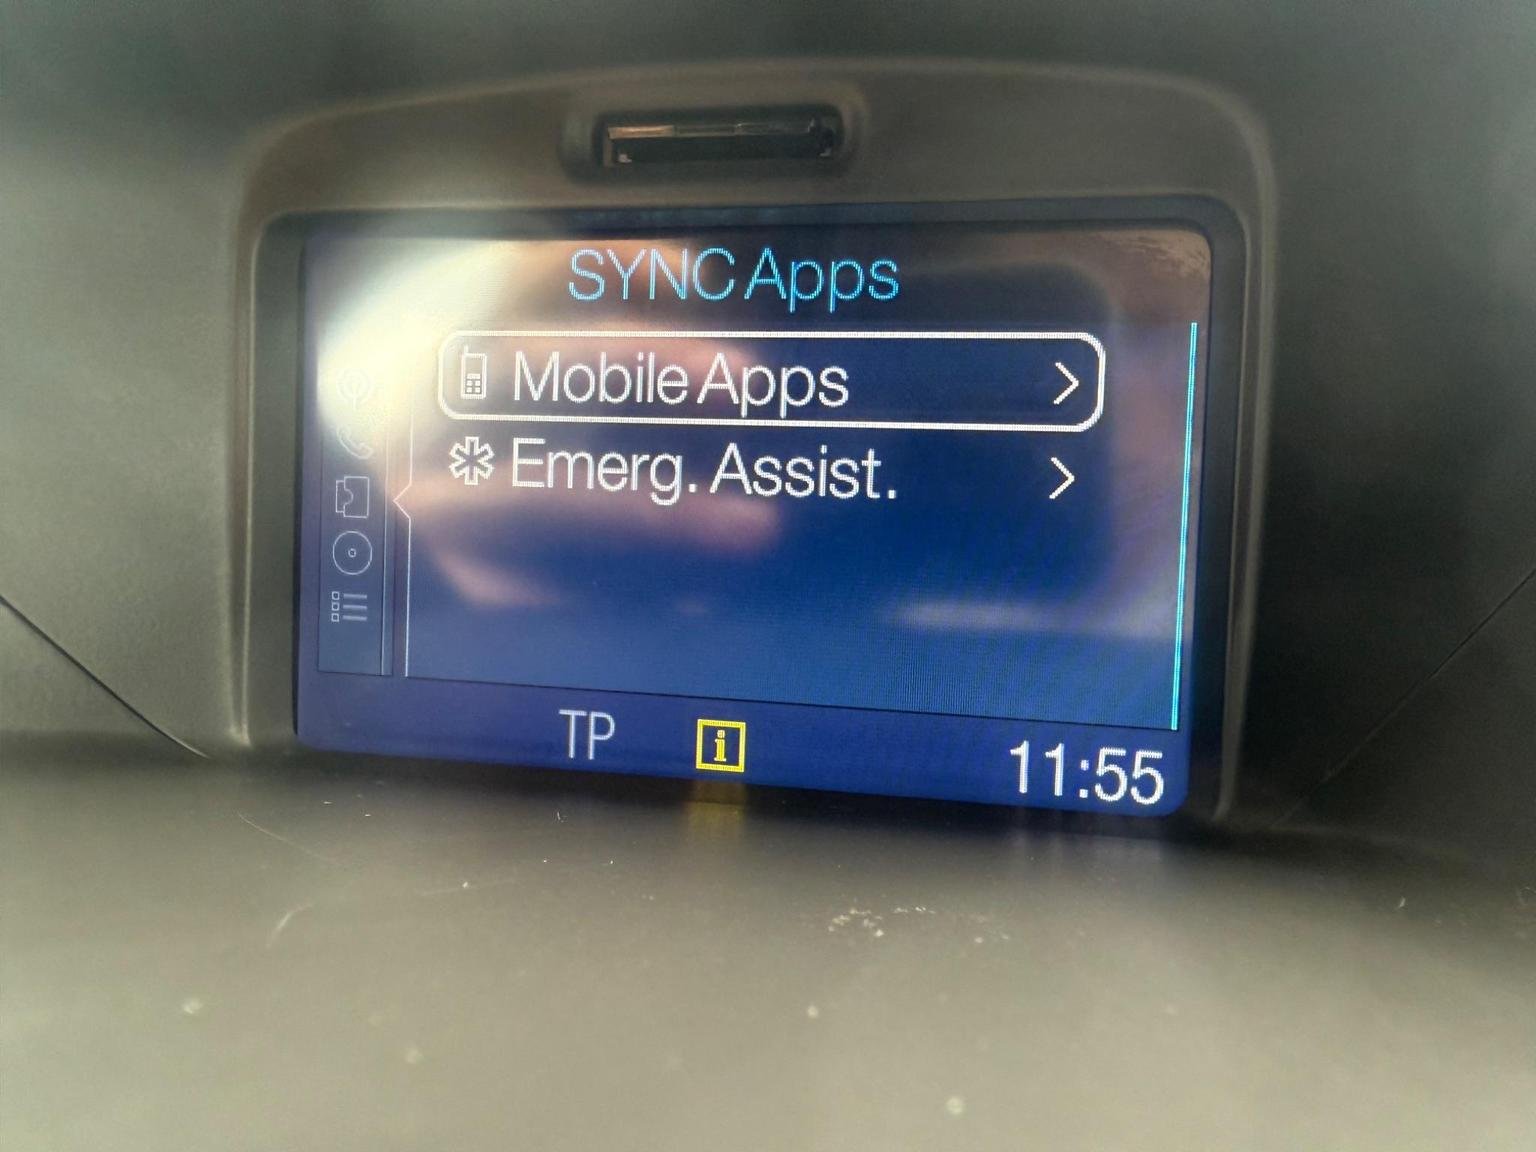 SYNC Apps
Mobile Apps
Emerg. Assist.
TP
i
11:55